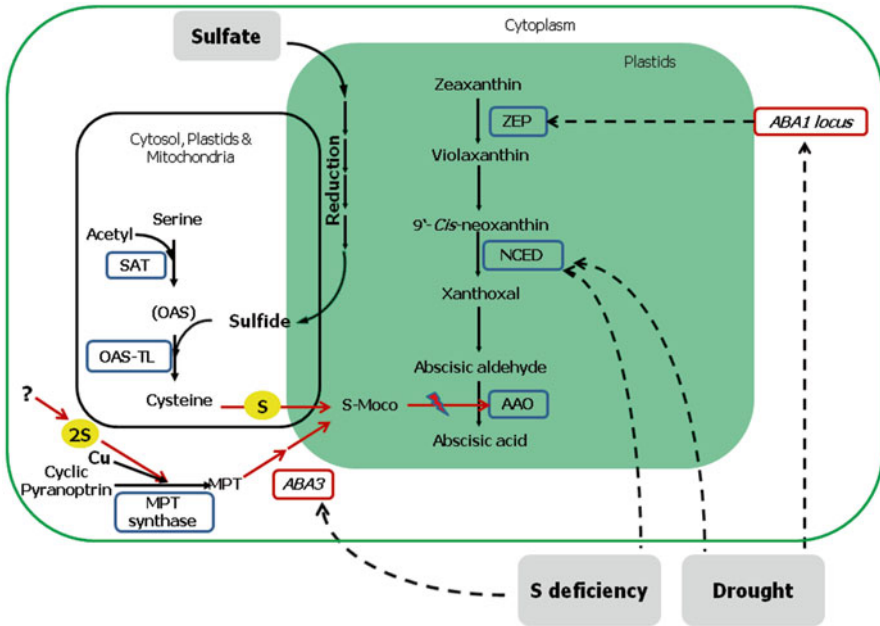 Sulfate
Cytoplasm
Plastids
Cytosol, Plastids &
Mitochondria
Reduction
Serine
Acetyl
SAT
(OAS)
Sulfide
OAS-TL
Cysteine
S
?
2S
Cu
Cyclic
Pyranoptrin
MPT
MPT
synthase
ABA3
S-Moco
Zeaxanthin
ZEP
Violaxanthin
9'-Cis-neoxanthin
NCED
Xanthoxal
Abscisic aldehyde
AAO
Abscisic acid
ABA1 locus
S deficiency
Drought